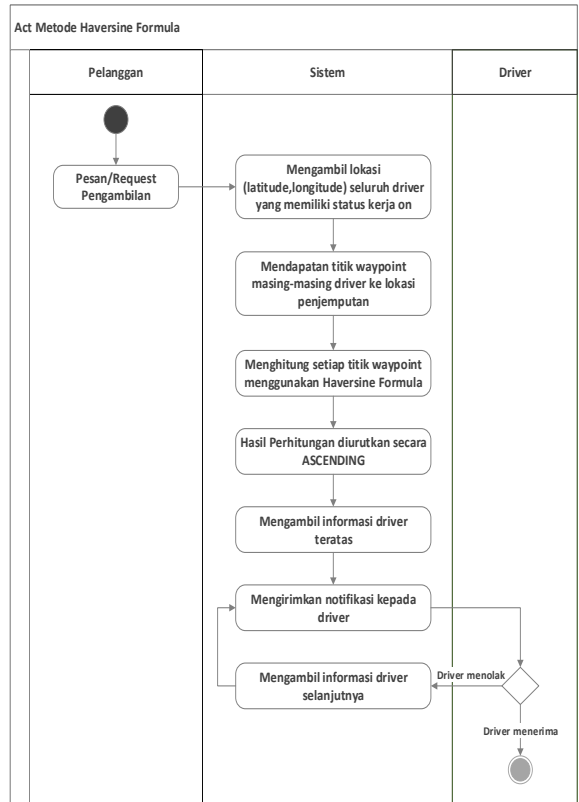 Act Metode Haversine Formula
Pelanggan
Sistem
Driver
Pesan/Request
Pengambilan
Mengambil lokasi
(latitude,longitude) seluruh driver
yang memiliki status kerja on
Mendapatan titik waypoint
masing-masing driver ke lokasi
penjemputan
Menghitung setiap titik waypoint
menggunakan Haversine Formula
Hasil Perhitungan diurutkan secara
ASCENDING
Mengambil informasi driver
teratas
Mengirimkan notifikasi kepada
driver
Mengambil informasi driver
selanjutnya
Driver menolak
Driver menerima